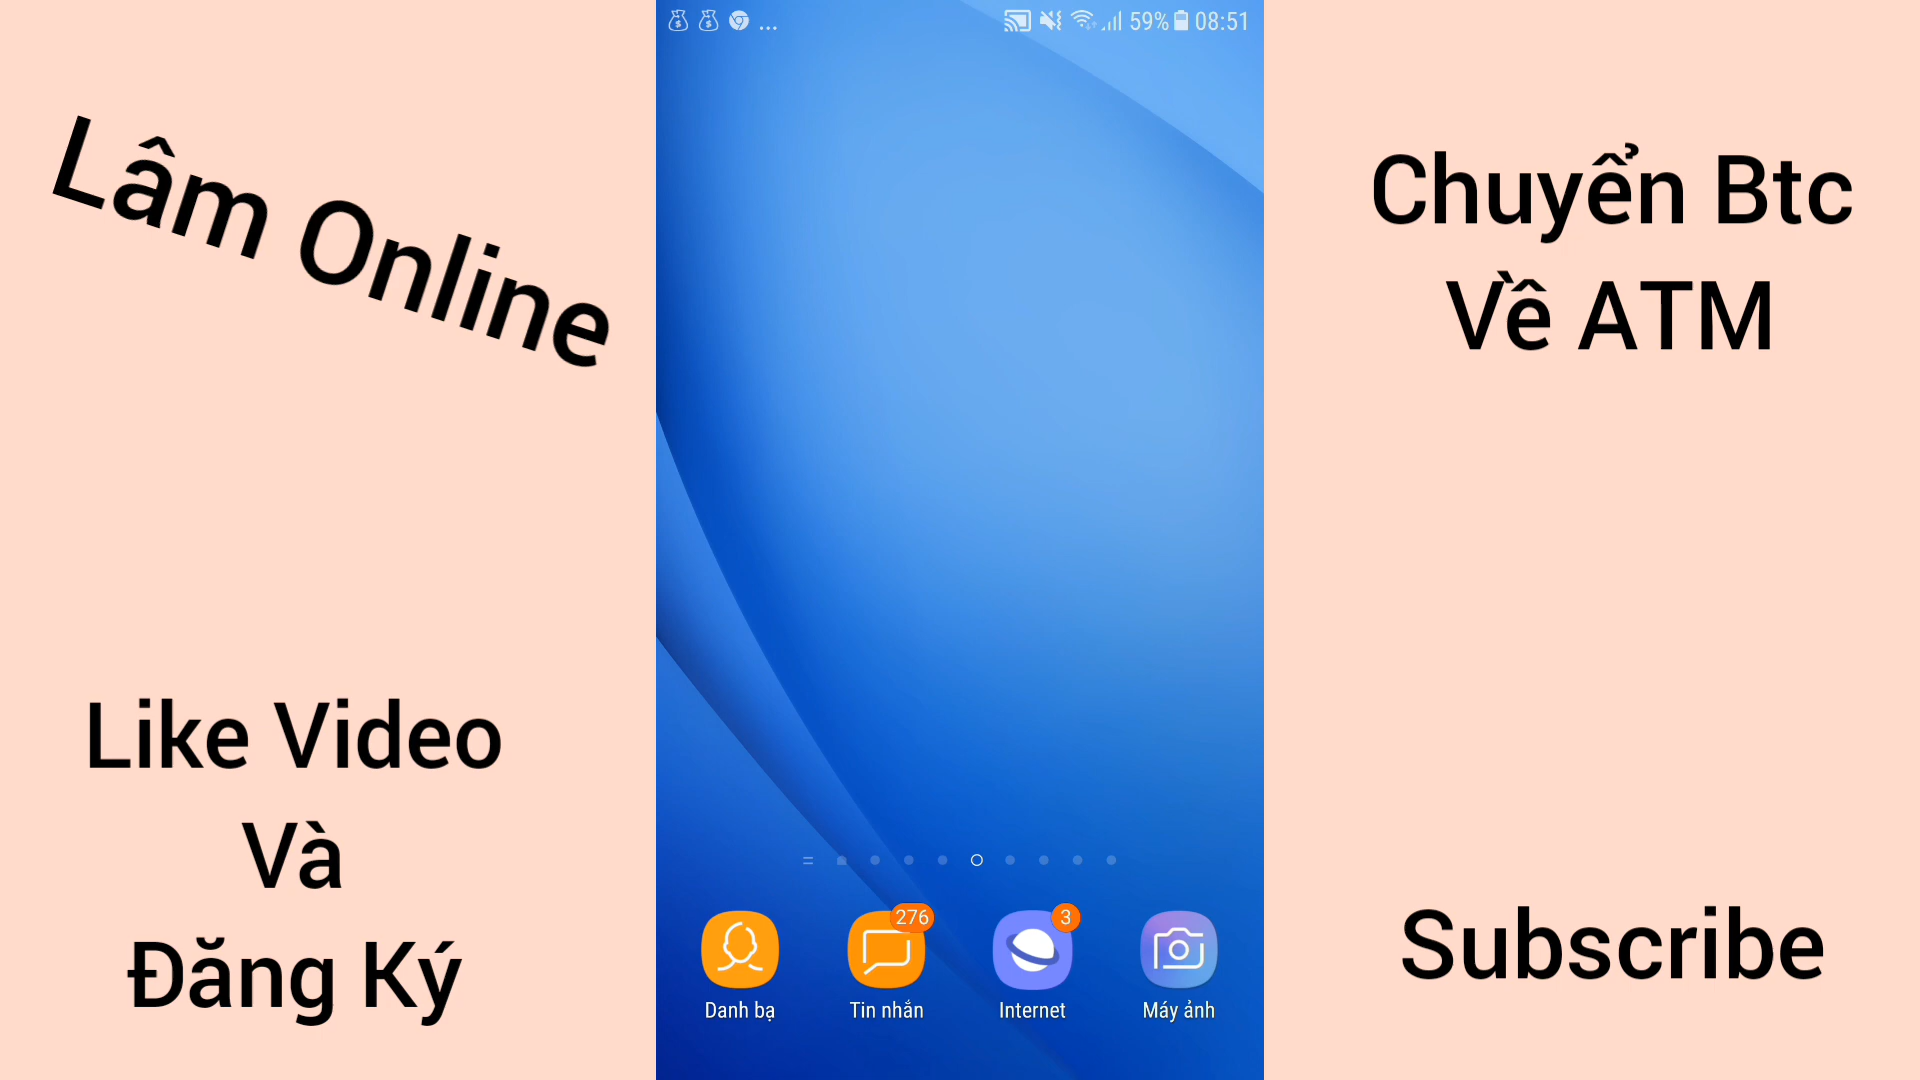 ... 59% 08:51
Lâm Online
Chuyển Btc
Về ATM
Like Video
Và
Đăng Ký
Subscribe
276
3
Danh bạ
Tin nhắn
Internet
Máy ảnh